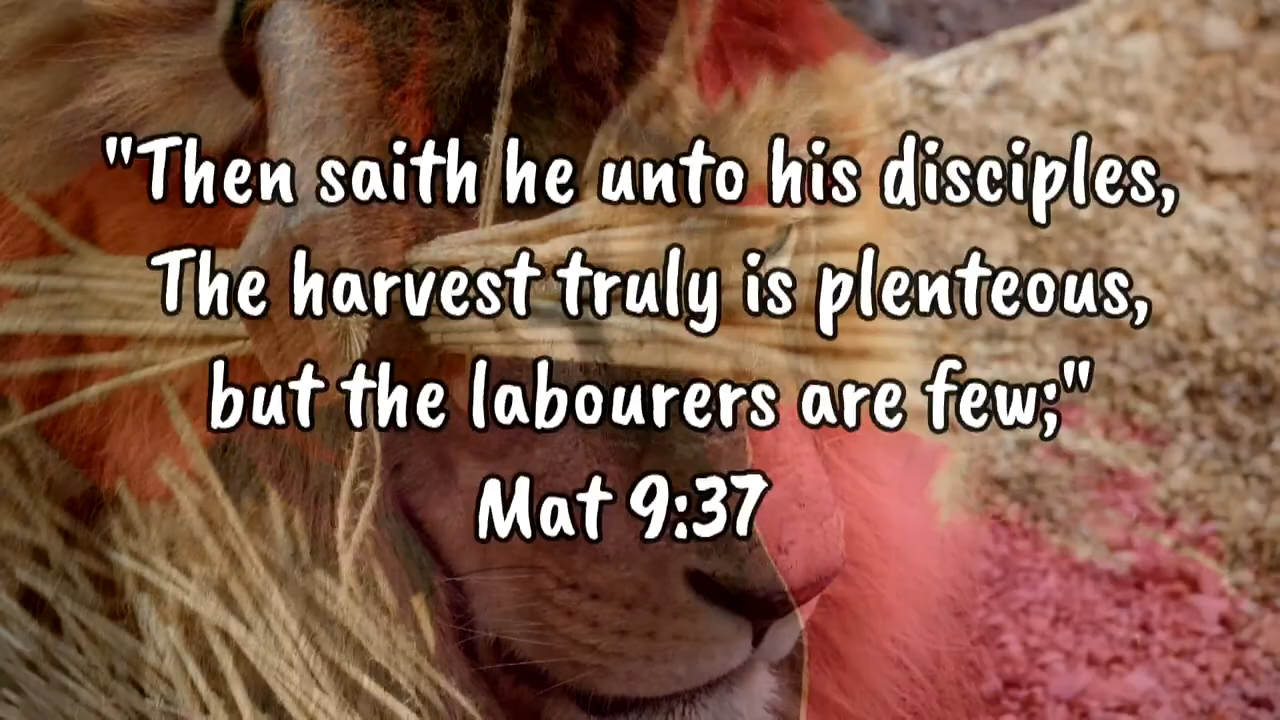 "Then saith he unto his disciples,
The harvest truly is plenteous,
but the labourers are few;"
Mat 9:37